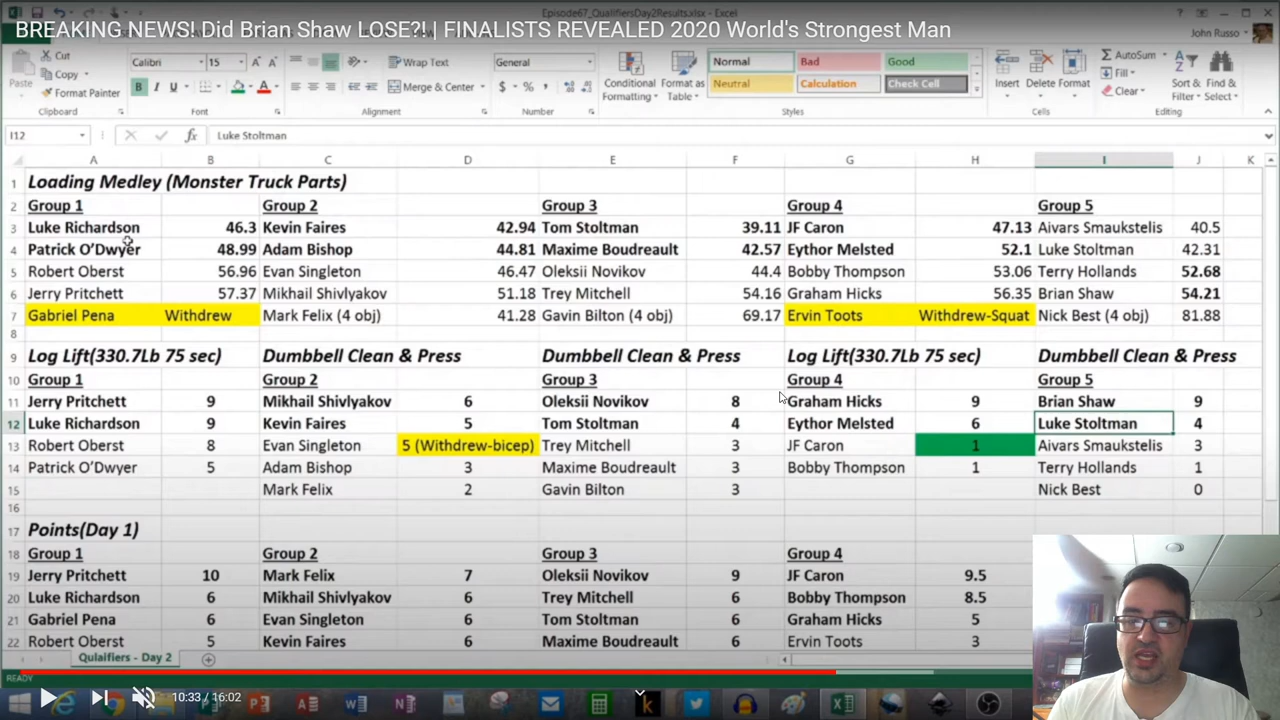 Episode67_QualifiersDay2Results.xlsx - Excel
BREAKING NEWS! Did Brian Shaw LOSE?! | FINALISTS REVEALED 2020 World's Strongest Man
John Russo
Paste Cut Copy Format Painter Calibri 15 B I U Wrap Text Merge & Center General $ % Conditional Formatting Format as Table Normal Bad Good Neutral Calculation Check Cell Insert Delete Format AutoSum Fill Clear Sort & Filter Find & Select
Clipboard Font Alignment Number Styles Cells Editing
I12 fx Luke Stoltman
A B C D E F G H I J K
1 Loading Medley (Monster Truck Parts)
2 Group 1 Group 2 Group 3 Group 4 Group 5
3 Luke Richardson 46.3 Kevin Faires 42.94 Tom Stoltman 39.11 JF Caron 47.13 Aivars Smaukstelis 40.5
4 Patrick O’Dwyer 48.99 Adam Bishop 44.81 Maxime Boudreault 42.57 Eythor Melsted 52.1 Luke Stoltman 42.31
5 Robert Oberst 56.96 Evan Singleton 46.47 Oleksii Novikov 44.4 Bobby Thompson 53.06 Terry Hollands 52.68
6 Jerry Pritchett 57.37 Mikhail Shivlyakov 51.18 Trey Mitchell 54.16 Graham Hicks 56.35 Brian Shaw 54.21
7 Gabriel Pena Withdrew Mark Felix (4 obj) 41.28 Gavin Bilton (4 obj) 69.17 Ervin Toots Withdrew-Squat Nick Best (4 obj) 81.88
8
9 Log Lift(330.7Lb 75 sec) Dumbbell Clean & Press Dumbbell Clean & Press Log Lift(330.7Lb 75 sec) Dumbbell Clean & Press
10 Group 1 Group 2 Group 3 Group 4 Group 5
11 Jerry Pritchett 9 Mikhail Shivlyakov 6 Oleksii Novikov 8 Graham Hicks 9 Brian Shaw 9
12 Luke Richardson 9 Kevin Faires 5 Tom Stoltman 4 Eythor Melsted 6 Luke Stoltman 4
13 Robert Oberst 8 Evan Singleton 5 (Withdrew-bicep) Trey Mitchell 3 JF Caron 1 Aivars Smaukstelis 3
14 Patrick O’Dwyer 5 Adam Bishop 3 Maxime Boudreault 3 Bobby Thompson 1 Terry Hollands 1
15 Mark Felix 2 Gavin Bilton 3 Nick Best 0
16
17 Points(Day 1)
18 Group 1 Group 2 Group 3 Group 4
19 Jerry Pritchett 10 Mark Felix 7 Oleksii Novikov 9 JF Caron 9.5
20 Luke Richardson 6 Mikhail Shivlyakov 6 Trey Mitchell 6 Bobby Thompson 8.5
21 Gabriel Pena 6 Evan Singleton 6 Tom Stoltman 6 Graham Hicks 5
22 Robert Oberst 5 Kevin Faires 6 Maxime Boudreault 6 Ervin Toots 3
Qulaifiers - Day 2
READY
10:33 / 16:02